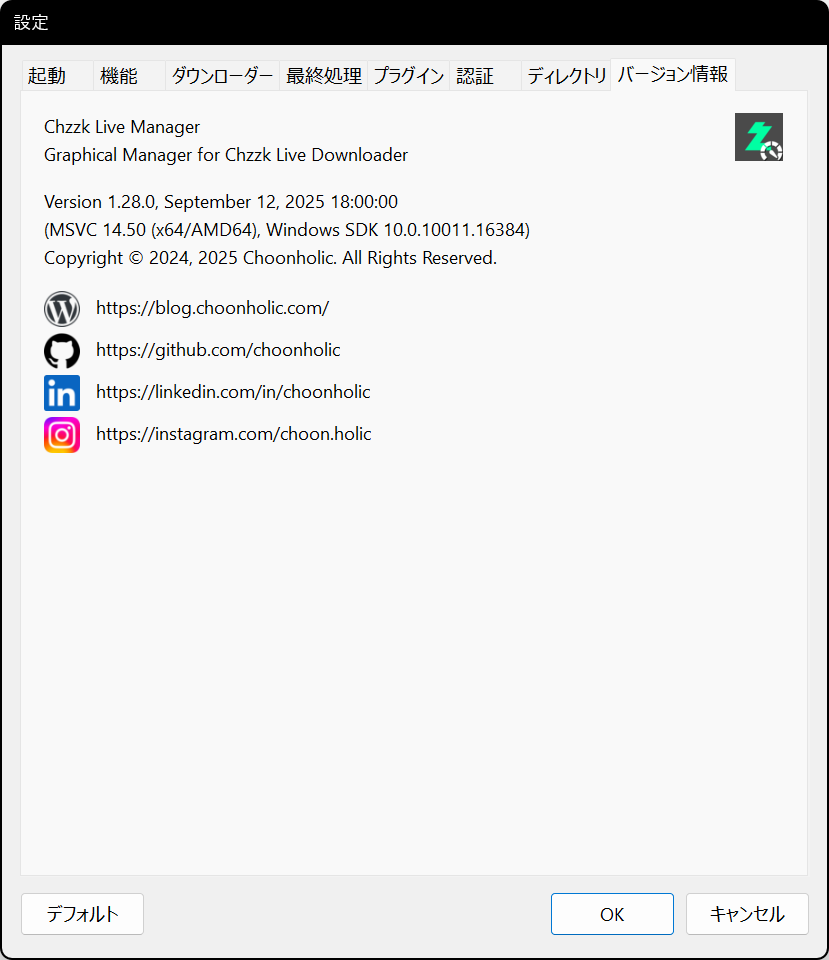 設定
起動 機能 ダウンローダー 最終処理 プラグイン 認証 ディレクトリ バージョン情報
Chzzk Live Manager
Graphical Manager for Chzzk Live Downloader
Version 1.28.0, September 12, 2025 18:00:00
(MSVC 14.50 (x64/AMD64), Windows SDK 10.0.10011.16384)
Copyright © 2024, 2025 Choonholic. All Rights Reserved.
https://blog.choonholic.com/
https://github.com/choonholic
https://linkedin.com/in/choonholic
https://instagram.com/choon.holic
デフォルト OK キャンセル